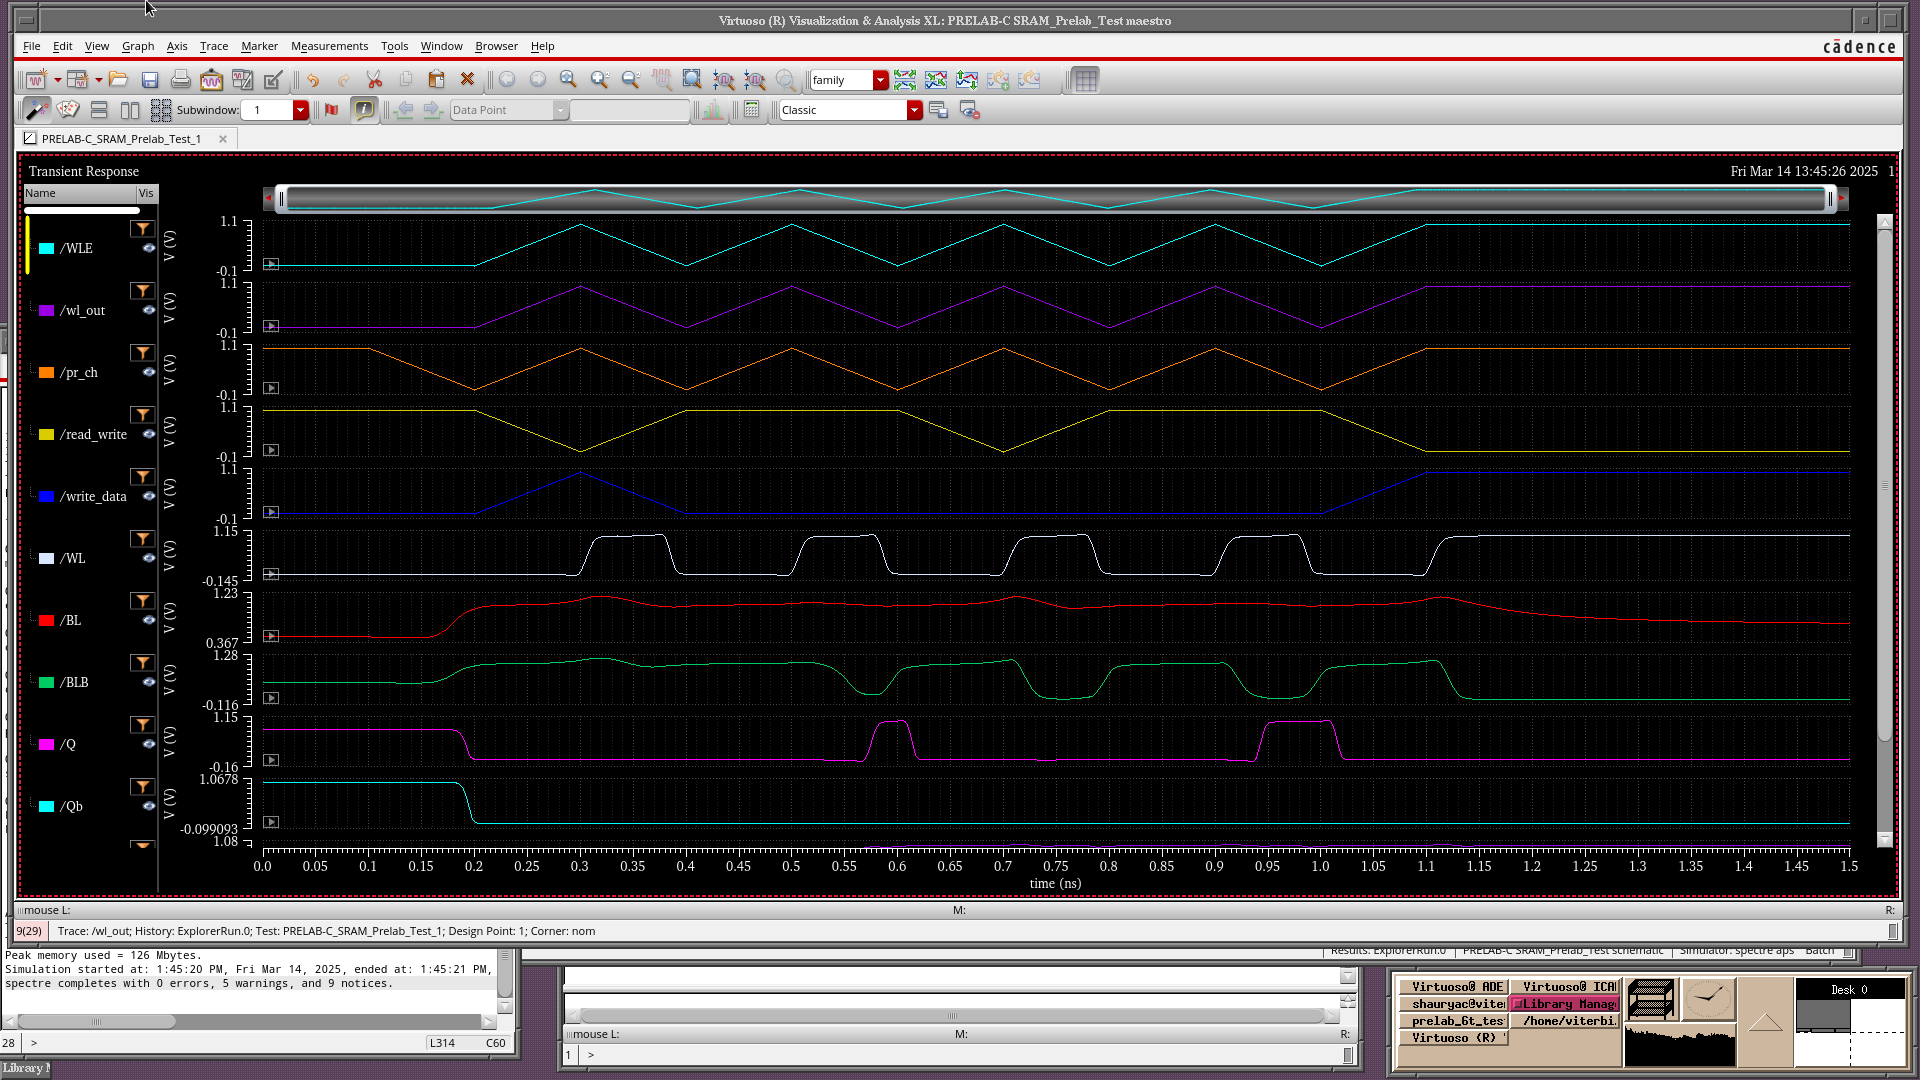 Virtuoso (R) Visualization & Analysis XL: PRELAB-C SRAM_Prelab_Test maestro
File Edit View Graph Axis Trace Marker Measurements Tools Window Browser Help
cādence
family
Subwindow: 1 Data Point Classic
PRELAB-C_SRAM_Prelab_Test_1
Transient Response Fri Mar 14 13:45:26 2025 1
Name Vis
/WLE V (V) 1.1 -0.1
/wl_out V (V) 1.1 -0.1
/pr_ch V (V) 1.1 -0.1
/read_write V (V) 1.1 -0.1
/write_data V (V) 1.1 -0.1
/WL V (V) 1.15 -0.145
/BL V (V) 1.23 0.367
/BLB V (V) 1.28 -0.116
/Q V (V) 1.15 -0.16
/Qb V (V) 1.0678 -0.099093
1.08
0.0 0.05 0.1 0.15 0.2 0.25 0.3 0.35 0.4 0.45 0.5 0.55 0.6 0.65 0.7 0.75 0.8 0.85 0.9 0.95 1.0 1.05 1.1 1.15 1.2 1.25 1.3 1.35 1.4 1.45 1.5
time (ns)
mouse L: M: R:
9(29) Trace: /wl_out; History: ExplorerRun.0; Test: PRELAB-C_SRAM_Prelab_Test_1; Design Point: 1; Corner: nom
Results: ExplorerRun.0 PRELAB-C SRAM_Prelab_Test schematic Simulator: spectre aps Batch
Peak memory used = 126 Mbytes.
Simulation started at: 1:45:20 PM, Fri Mar 14, 2025, ended at: 1:45:21 PM,
spectre completes with 0 errors, 5 warnings, and 9 notices.
28 > L314 C60
mouse L: M: R:
1 >
Virtuoso® ADE Virtuoso® ICA
shauryac@vite Library Manag
prelab_6t_tes /home/viterbi.
Virtuoso (R)
Desk 0
Library M